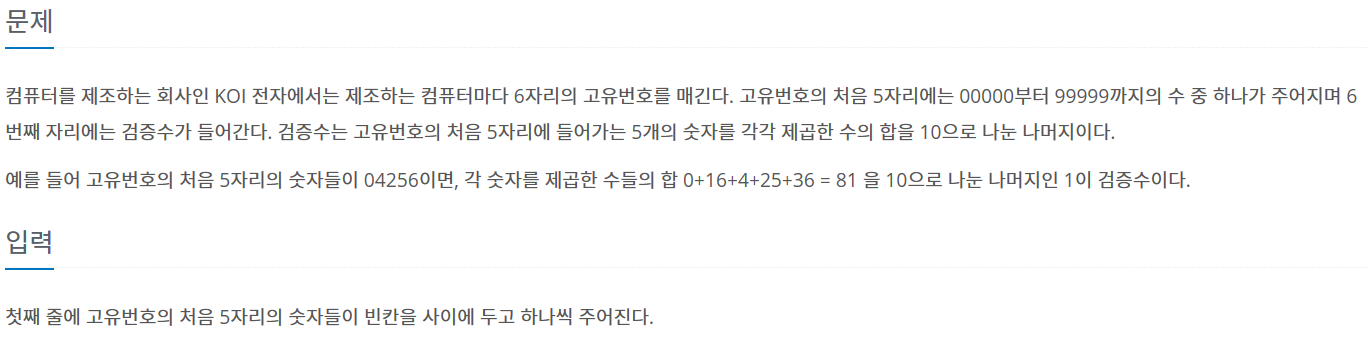 문제
컴퓨터를 제조하는 회사인 KOI 전자에서는 제조하는 컴퓨터마다 6자리의 고유번호를 매긴다. 고유번호의 처음 5자리에는 00000부터 99999까지의 수 중 하나가 주어지며 6
번째 자리에는 검증수가 들어간다. 검증수는 고유번호의 처음 5자리에 들어가는 5개의 숫자를 각각 제곱한 수의 합을 10으로 나눈 나머지이다.
예를 들어 고유번호의 처음 5자리의 숫자들이 04256이면, 각 숫자를 제곱한 수들의 합 0+16+4+25+36 = 81 을 10으로 나눈 나머지인 1이 검증수이다.
입력
첫째 줄에 고유번호의 처음 5자리의 숫자들이 빈칸을 사이에 두고 하나씩 주어진다.